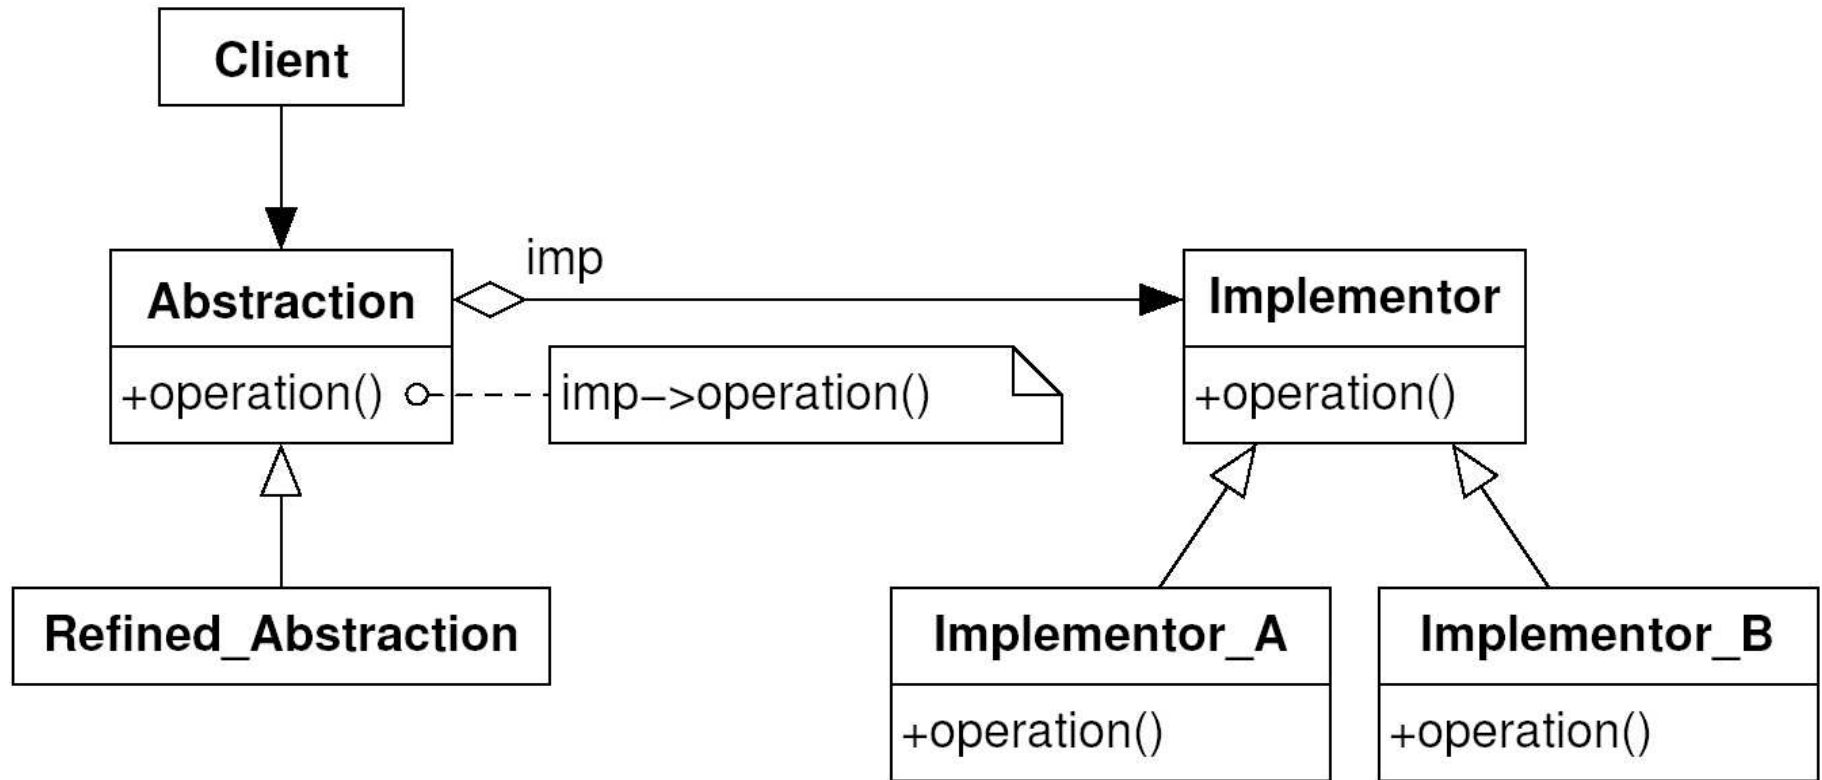 Client
imp
Abstraction
Implementor
+operation()
imp–>operation()
+operation()
Refined_Abstraction
Implementor_A
Implementor_B
+operation()
+operation()